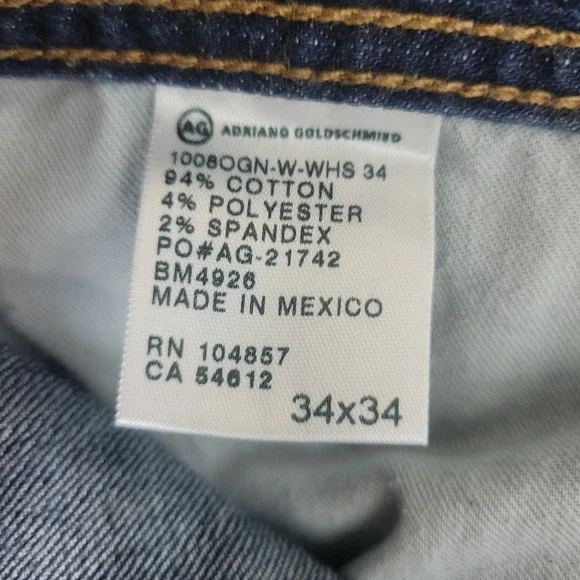 AG ADRIANO GOLDSCHMIED
1008OGN-W-WHS 34
94% COTTON
4% POLYESTER
2% SPANDEX
PO#AG-21742
BM4926
MADE IN MEXICO
RN 104857
CA 54612
34x34